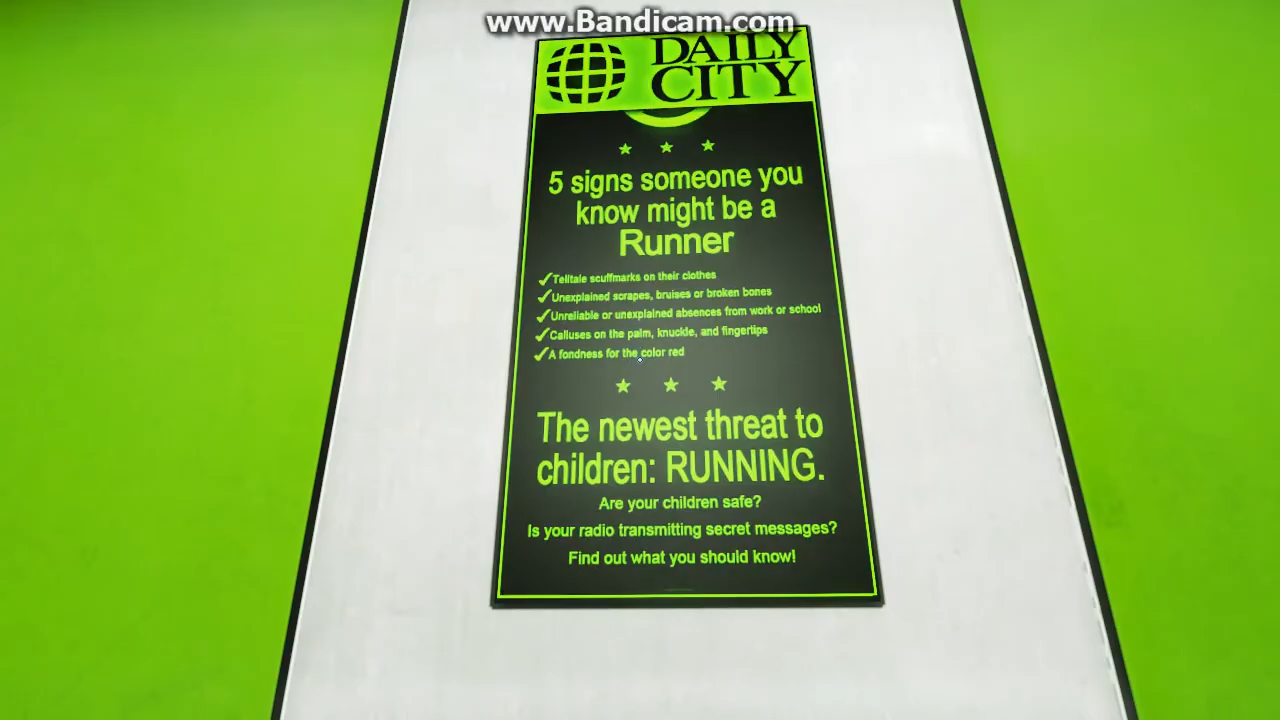 www.Bandicam.com
DAILY
CITY
5 signs someone you
know might be a
Runner
Telltale scuffmarks on their clothes
Unexplained scrapes, bruises or broken bones
Unreliable or unexplained absences from work or school
Calluses on the palm, knuckle, and fingertips
A fondness for the color red
The newest threat to
children: RUNNING.
Are your children safe?
Is your radio transmitting secret messages?
Find out what you should know!